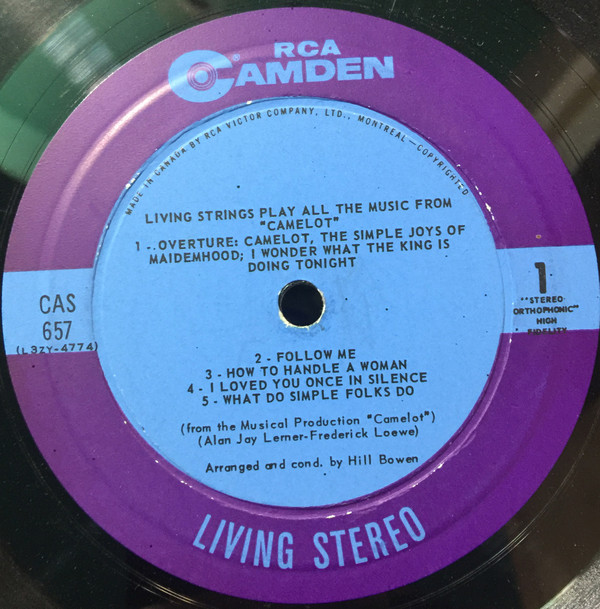 RCA
CAMDEN
MADE IN CANADA BY RCA VICTOR COMPANY, LTD., MONTREAL—COPYRIGHTED
LIVING STRINGS PLAY ALL THE MUSIC FROM
"CAMELOT"
1 -. OVERTURE: CAMELOT, THE SIMPLE JOYS OF
MAIDEMHOOD; I WONDER WHAT THE KING IS
DOING TONIGHT
CAS
657
(L3ZY-4774)
1
"STEREO-
ORTHOPHONIC"
HIGH
FIDELITY
2 - FOLLOW ME
3 - HOW TO HANDLE A WOMAN
4 - I LOVED YOU ONCE IN SILENCE
5 - WHAT DO SIMPLE FOLKS DO
(from the Musical Production "Camelot")
(Alan Jay Lerner-Frederick Loewe)
Arranged and cond. by Hill Bowen
LIVING STEREO